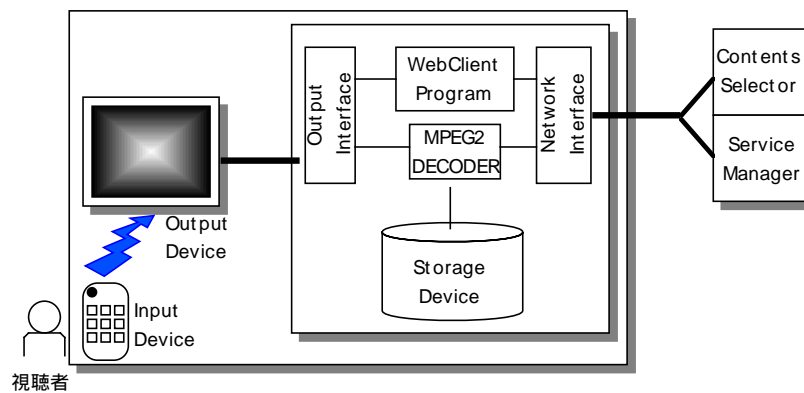 Output
Interface
WebClient
Program
MPEG2
DECODER
Network
Interface
Storage
Device
Contents
Selector
Service
Manager
Output
Device
Input
Device
視聴者